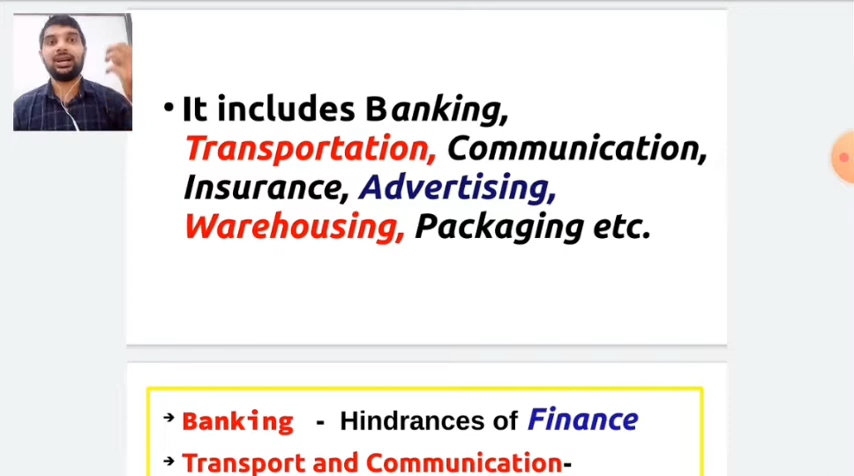 • It includes Banking,
Transportation, Communication,
Insurance, Advertising,
Warehousing, Packaging etc.
→ Banking - Hindrances of Finance
→ Transport and Communication-